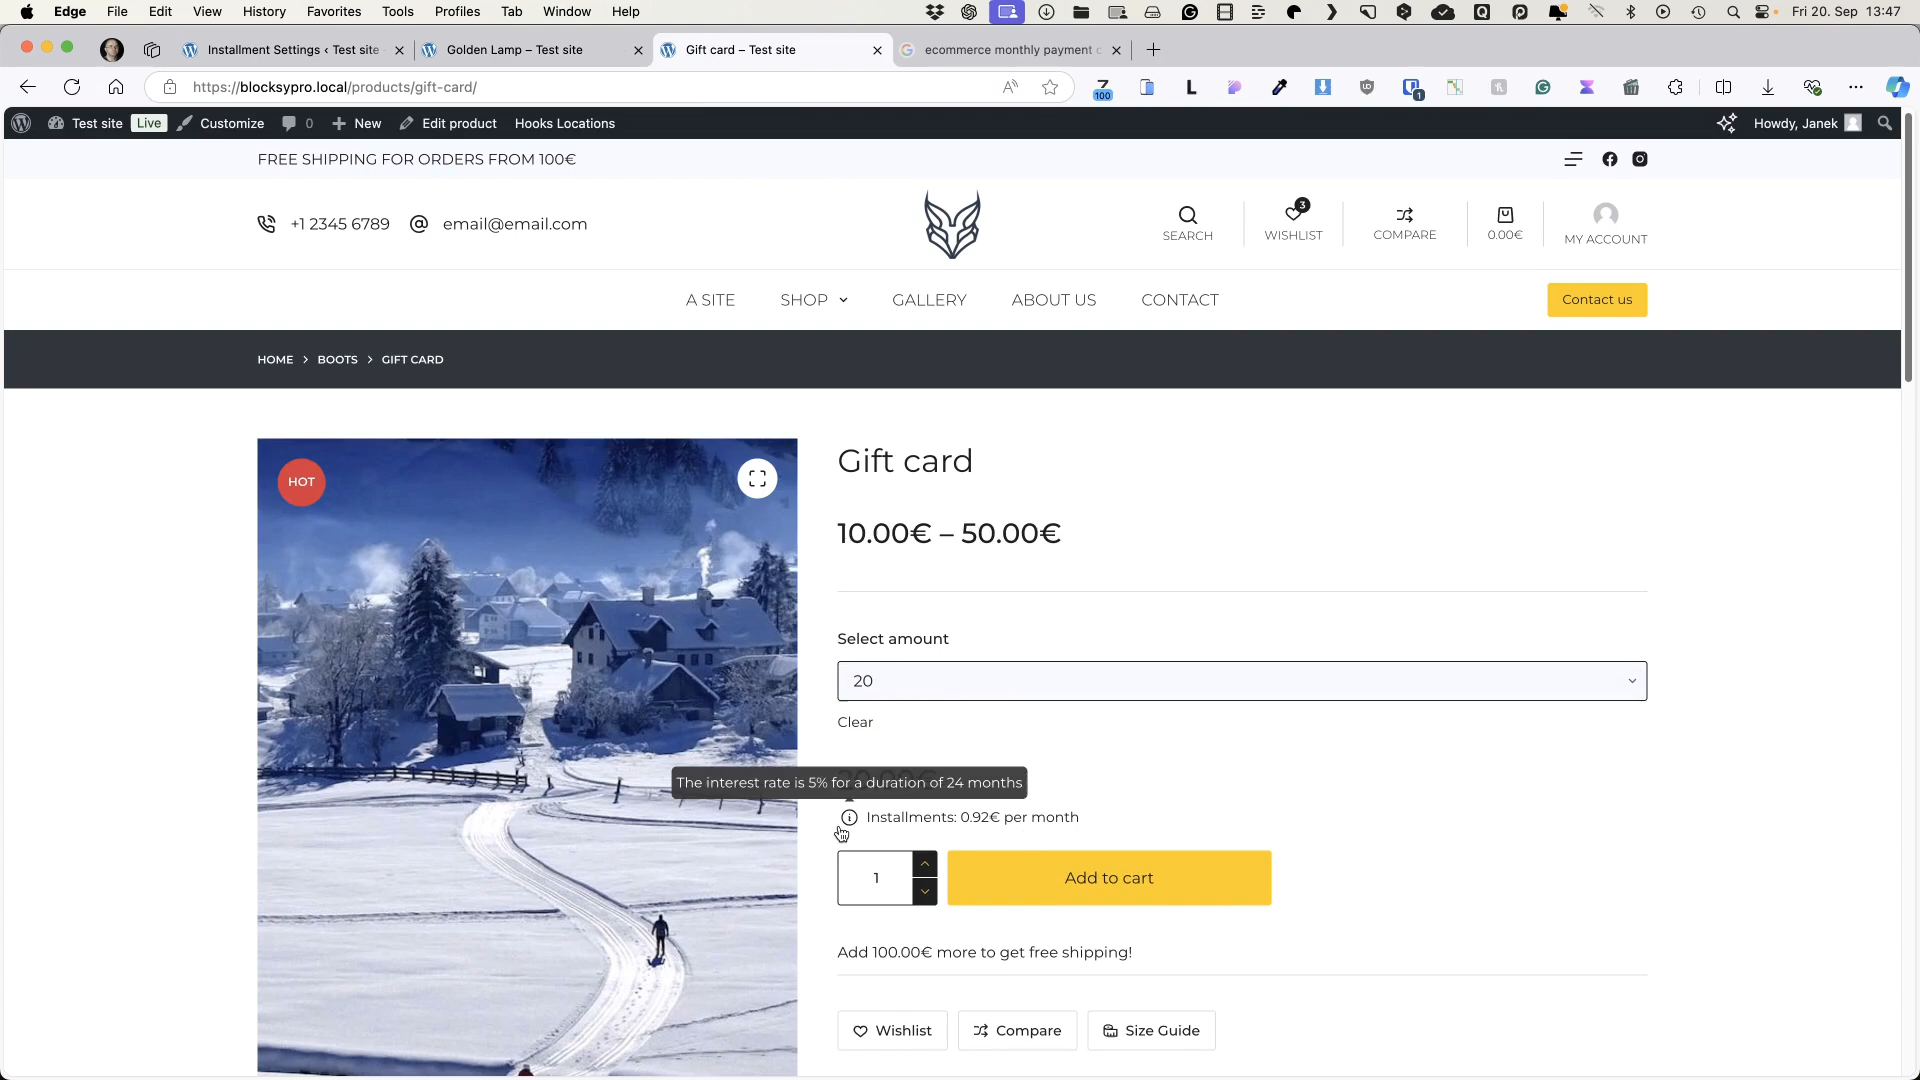 Edge File Edit View History Favorites Tools Profiles Tab Window Help Fri 20. Sep 13:47
Installment Settings ‹ Test site Golden Lamp – Test site Gift card – Test site ecommerce monthly payment
https://blocksypro.local/products/gift-card/ 100 1
Test site Live Customize 0 New Edit product Hooks Locations Howdy, Janek
FREE SHIPPING FOR ORDERS FROM 100€
+1 2345 6789 email@email.com
3
SEARCH WISHLIST COMPARE 0.00€ MY ACCOUNT
A SITE SHOP GALLERY ABOUT US CONTACT Contact us
HOME BOOTS GIFT CARD
HOT
Gift card
10.00€ – 50.00€
Select amount
20
Clear
The interest rate is 5% for a duration of 24 months
Installments: 0.92€ per month
1 Add to cart
Add 100.00€ more to get free shipping!
Wishlist Compare Size Guide